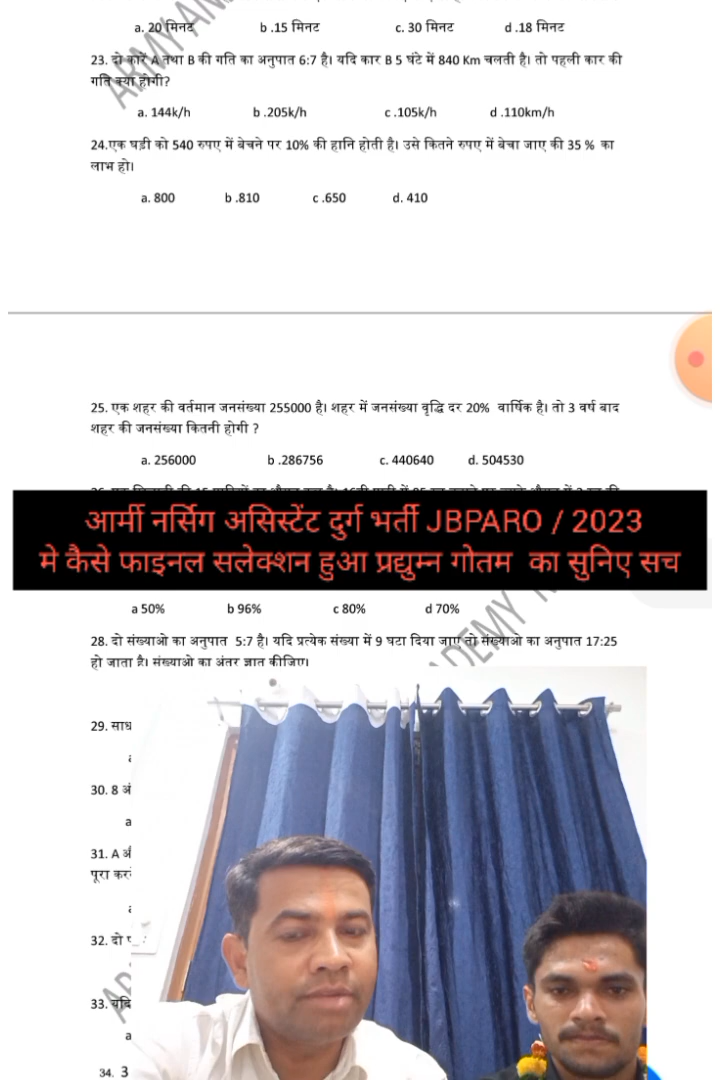 a. 20 मिनट b .15 मिनट c. 30 मिनट d .18 मिनट
23. दो कारें A तथा B की गति का अनुपात 6:7 है। यदि कार B 5 घंटे में 840 Km चलती है। तो पहली कार की
गति क्या होगी?
a. 144k/h b .205k/h c .105k/h d .110km/h
24.एक घड़ी को 540 रुपए में बेचने पर 10% की हानि होती है। उसे कितने रुपए में बेचा जाए की 35 % का
लाभ हो।
a. 800 b .810 c .650 d. 410
25. एक शहर की वर्तमान जनसंख्या 255000 है। शहर में जनसंख्या वृद्धि दर 20% वार्षिक है। तो 3 वर्ष बाद
शहर की जनसंख्या कितनी होगी ?
a. 256000 b .286756 c. 440640 d. 504530
आर्मी नर्सिग असिस्टेंट दुर्ग भर्ती JBPARO / 2023
मे कैसे फाइनल सलेक्शन हुआ प्रद्युम्न गोतम का सुनिए सच
a 50% b 96% c 80% d 70%
28. दो संख्याओ का अनुपात 5:7 है। यदि प्रत्येक संख्या में 9 घटा दिया जाए तो संख्याओ का अनुपात 17:25
हो जाता है। संख्याओ का अंतर ज्ञात कीजिए।
29. साध
30. 8 अं
a
31. A औ
पूरा कर
32. दो
33. यदि
a
34. 3